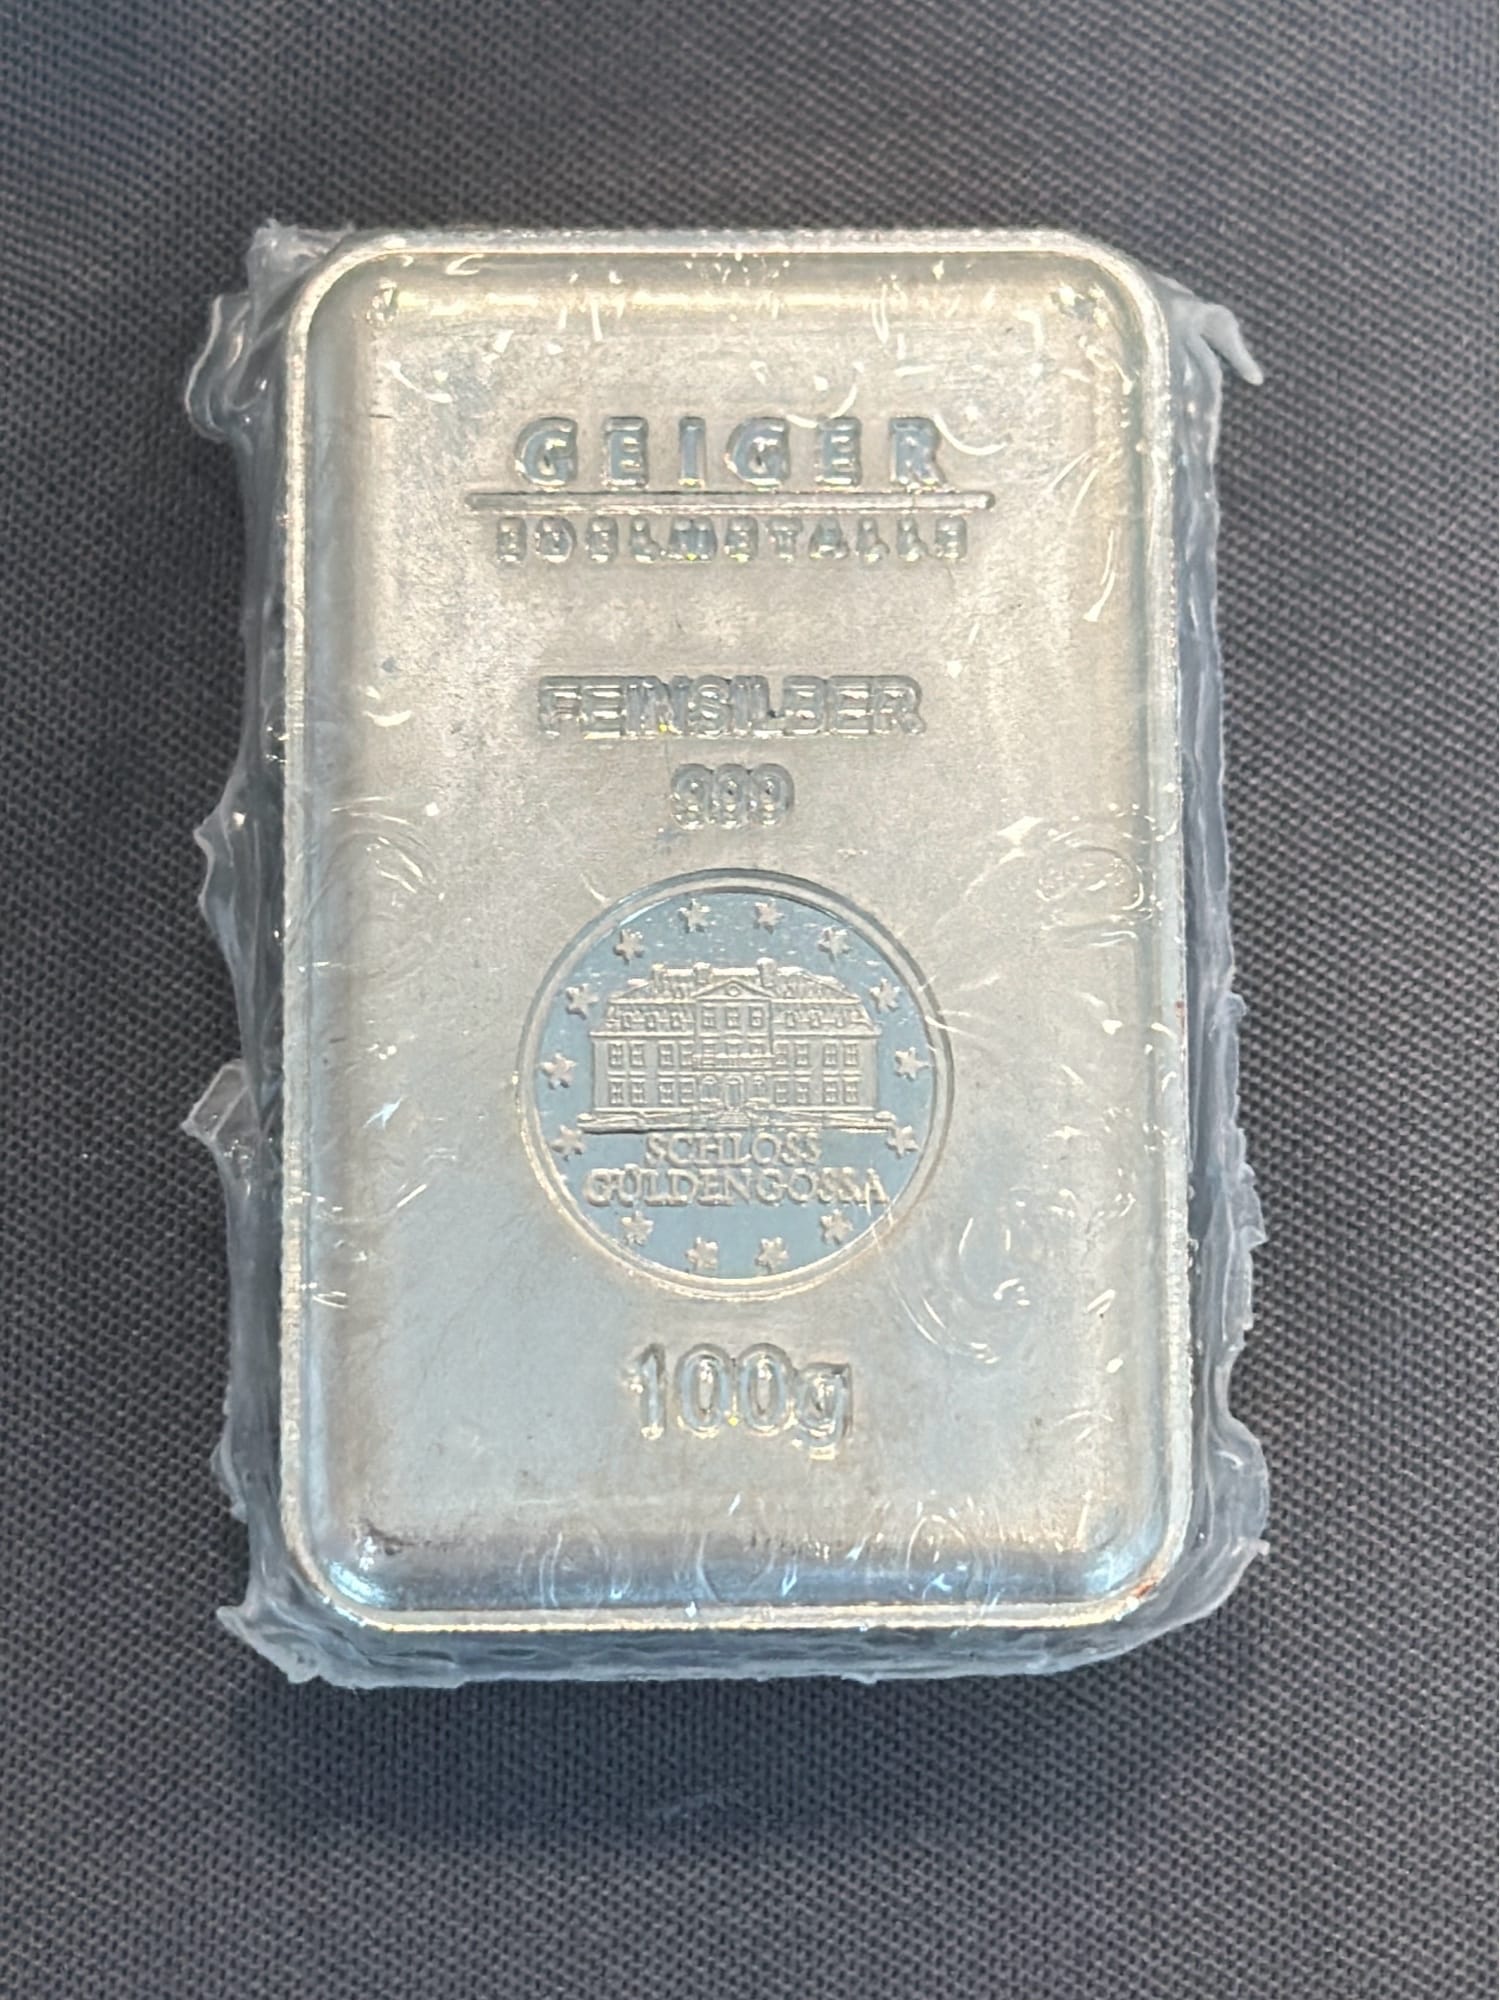 GEIGER
EDELMETALLE
FEINSILBER
999
SCHLOSS
GÜLDENGOSSA
100g